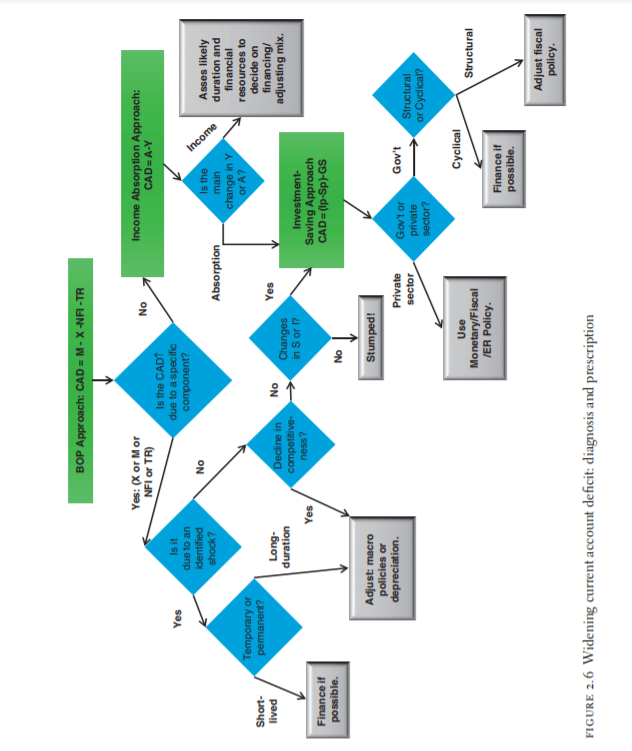 BOP Approach: CAD = M - X -NFI -TR
Is the CAD↑
due to a specific
component?
Yes: (X or M or
NFI or TR)
No
Income Absorption Approach:
CAD = A-Y
Is it
due to an
identified
shock?
Yes
No
Is the
main
change in Y
or A?
Income
Asses likely
duration and
financial
resources to
decide on
financing/
adjusting mix.
Absorption
Temporary or
permanent?
Short-
lived
Long-
duration
Decline in
competitive-
ness?
No
Yes
Changes
in S or I?
Yes
No
Investment-
Saving Approach
CAD = (Ip-Sp)-GS
Finance if
possible.
Adjust: macro
policies or
depreciation.
Stumped!
Gov't or
private
sector?
Private
sector
Gov't
Structural
or Cyclical?
Use
Monetary/Fiscal
/ER Policy.
Cyclical
Structural
Finance if
possible.
Adjust fiscal
policy.
FIGURE 2.6 Widening current account deficit: diagnosis and prescription